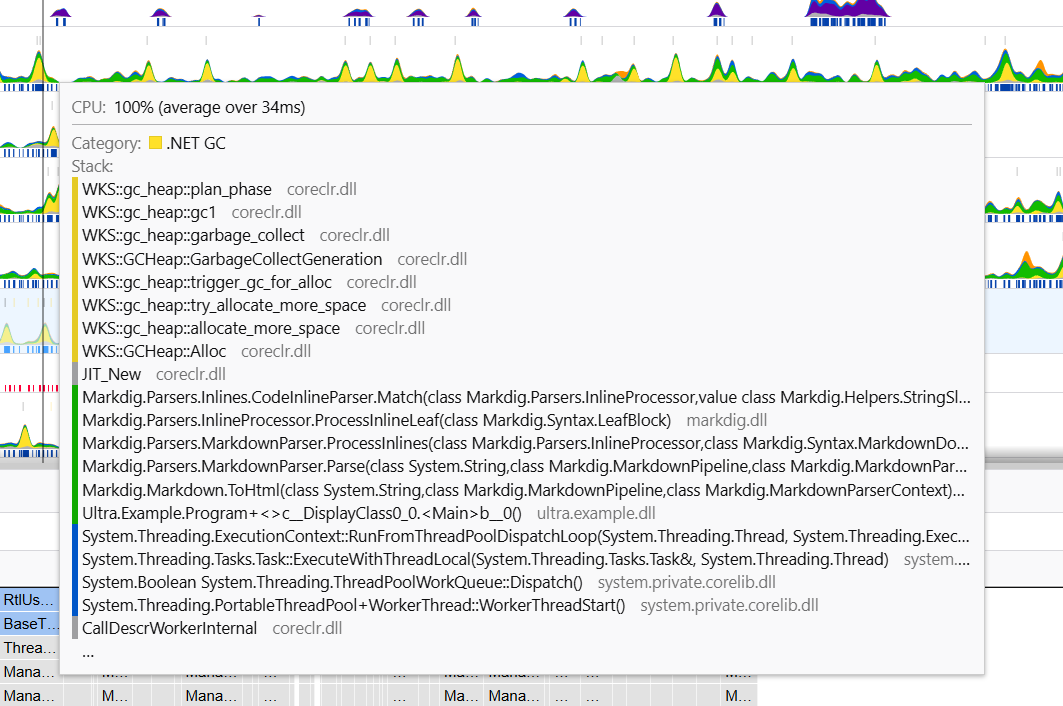 CPU: 100% (average over 34ms)
Category: .NET GC
Stack:
WKS::gc_heap::plan_phase coreclr.dll
WKS::gc_heap::gc1 coreclr.dll
WKS::gc_heap::garbage_collect coreclr.dll
WKS::GCHeap::GarbageCollectGeneration coreclr.dll
WKS::gc_heap::trigger_gc_for_alloc coreclr.dll
WKS::gc_heap::try_allocate_more_space coreclr.dll
WKS::gc_heap::allocate_more_space coreclr.dll
WKS::GCHeap::Alloc coreclr.dll
JIT_New coreclr.dll
Markdig.Parsers.Inlines.CodeInlineParser.Match(class Markdig.Parsers.InlineProcessor,value class Markdig.Helpers.StringSl...
Markdig.Parsers.InlineProcessor.ProcessInlineLeaf(class Markdig.Syntax.LeafBlock) markdig.dll
Markdig.Parsers.MarkdownParser.ProcessInlines(class Markdig.Parsers.InlineProcessor,class Markdig.Syntax.MarkdownDo...
Markdig.Parsers.MarkdownParser.Parse(class System.String,class Markdig.MarkdownPipeline,class Markdig.MarkdownPar...
Markdig.Markdown.ToHtml(class System.String,class Markdig.MarkdownPipeline,class Markdig.MarkdownParserContext)...
Ultra.Example.Program+<>c__DisplayClass0_0.<Main>b__0() ultra.example.dll
System.Threading.ExecutionContext::RunFromThreadPoolDispatchLoop(System.Threading.Thread, System.Threading.Exec...
System.Threading.Tasks.Task::ExecuteWithThreadLocal(System.Threading.Tasks.Task&, System.Threading.Thread) system....
System.Boolean System.Threading.ThreadPoolWorkQueue::Dispatch() system.private.corelib.dll
System.Threading.PortableThreadPool+WorkerThread::WorkerThreadStart() system.private.corelib.dll
CallDescrWorkerInternal coreclr.dll
...
RtlUs...
BaseT...
Threa...
Mana... M... Mana... ... ... Ma... Mana... ... ... M...
Mana... M... Mana... ... ... Ma... Mana... ... ... M...